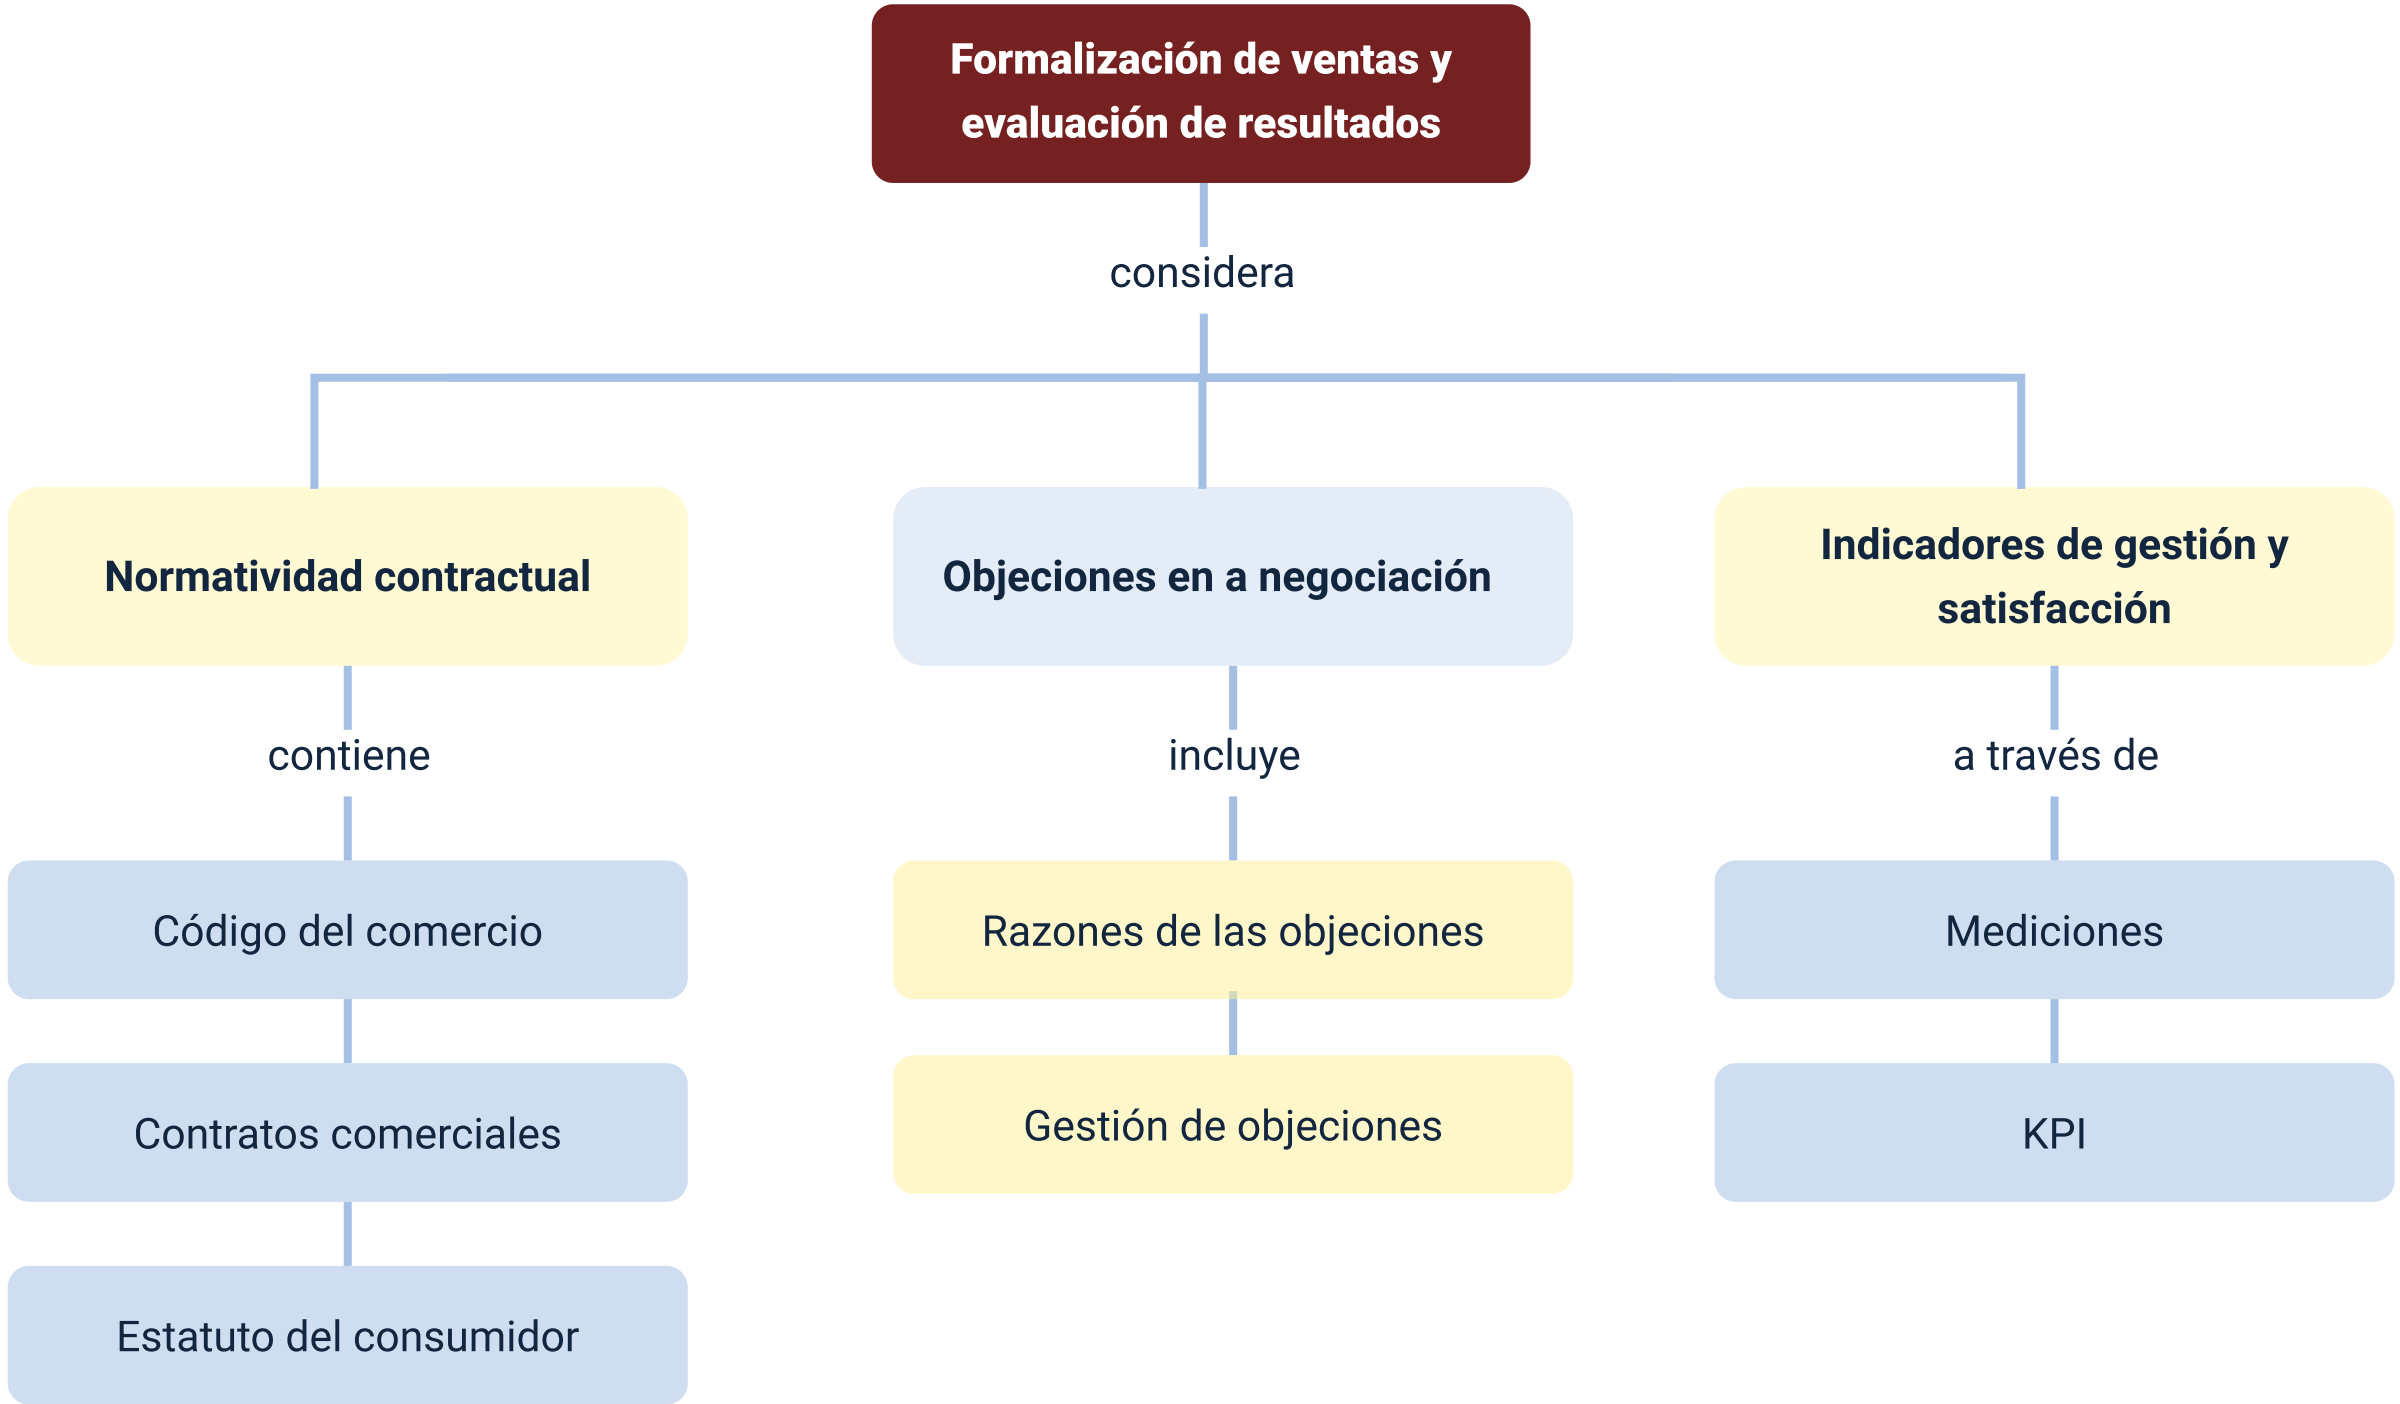 Formalización de ventas y
evaluación de resultados
considera
Normatividad contractual
contiene
Código del comercio
Contratos comerciales
Estatuto del consumidor
Objeciones en a negociación
incluye
Razones de las objeciones
Gestión de objeciones
Indicadores de gestión y
satisfacción
a través de
Mediciones
KPI